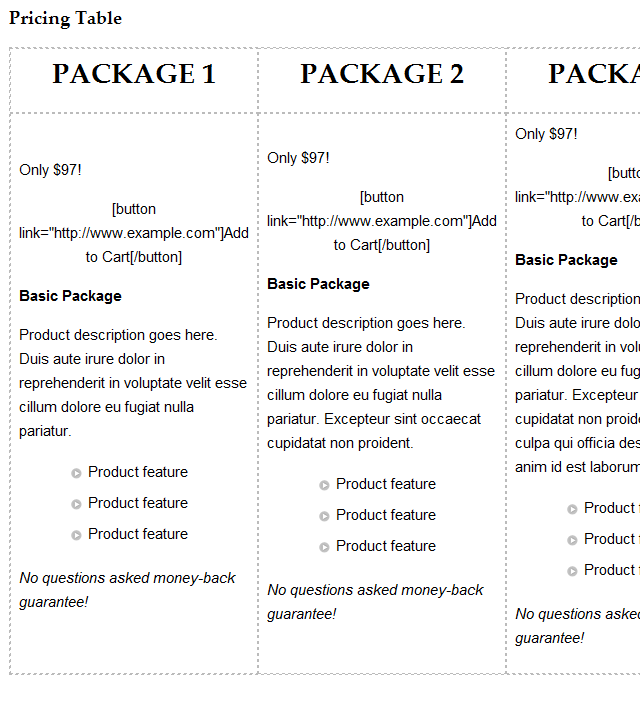 Pricing Table
PACKAGE 1
Only $97!
[button
link="http://www.example.com"]Add
to Cart[/button]
Basic Package
Product description goes here.
Duis aute irure dolor in
reprehenderit in voluptate velit esse
cillum dolore eu fugiat nulla
pariatur.
Product feature
Product feature
Product feature
No questions asked money-back
guarantee!
PACKAGE 2
Only $97!
[button
link="http://www.example.com"]Add
to Cart[/button]
Basic Package
Product description goes here.
Duis aute irure dolor in
reprehenderit in voluptate velit esse
cillum dolore eu fugiat nulla
pariatur. Excepteur sint occaecat
cupidatat non proident.
Product feature
Product feature
Product feature
No questions asked money-back
guarantee!
PACKA
Only $97!
[butto
link="http://www.exa
to Cart[/b
Basic Package
Product description
Duis aute irure dolo
reprehenderit in volu
cillum dolore eu fug
pariatur. Excepteur
cupidatat non proide
culpa qui officia des
anim id est laborum
Product f
Product f
Product f
No questions asked
guarantee!